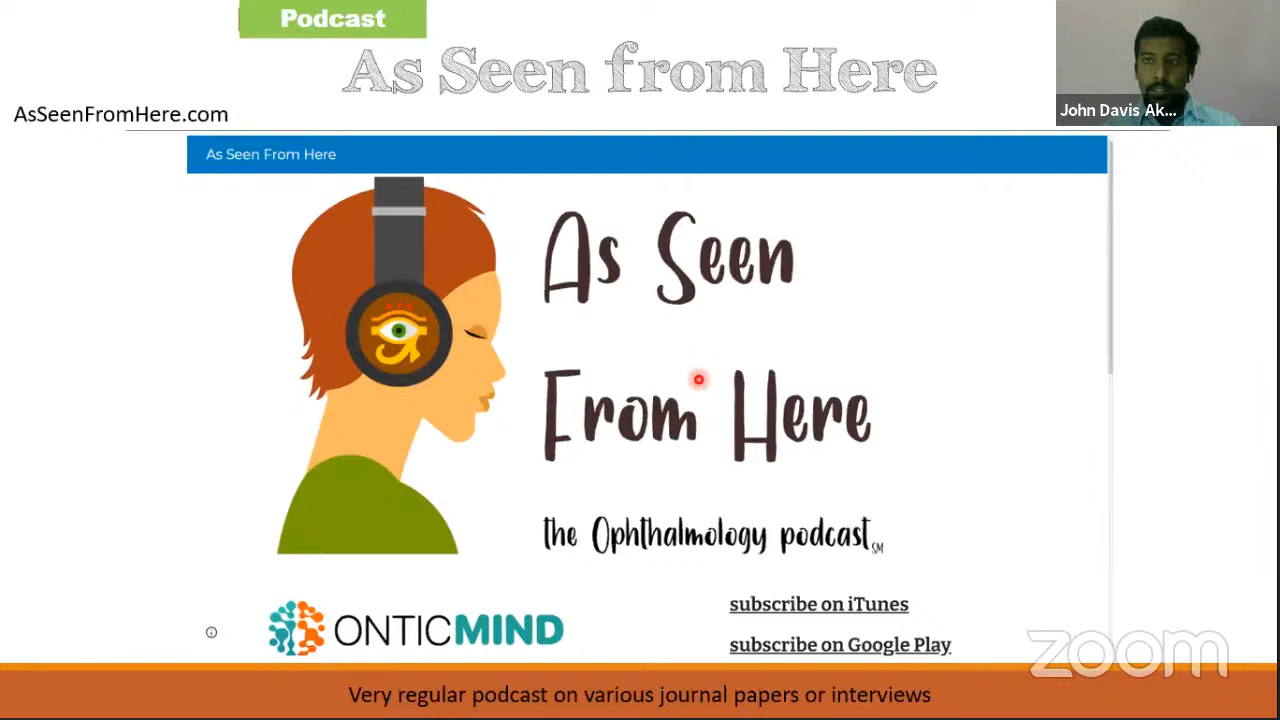 Podcast
As Seen from Here
John Davis Ak...
AsSeenFromHere.com
As Seen From Here
As Seen
From Here
the Ophthalmology podcast℠
ONTICMIND
subscribe on iTunes
subscribe on Google Play
zoom
Very regular podcast on various journal papers or interviews